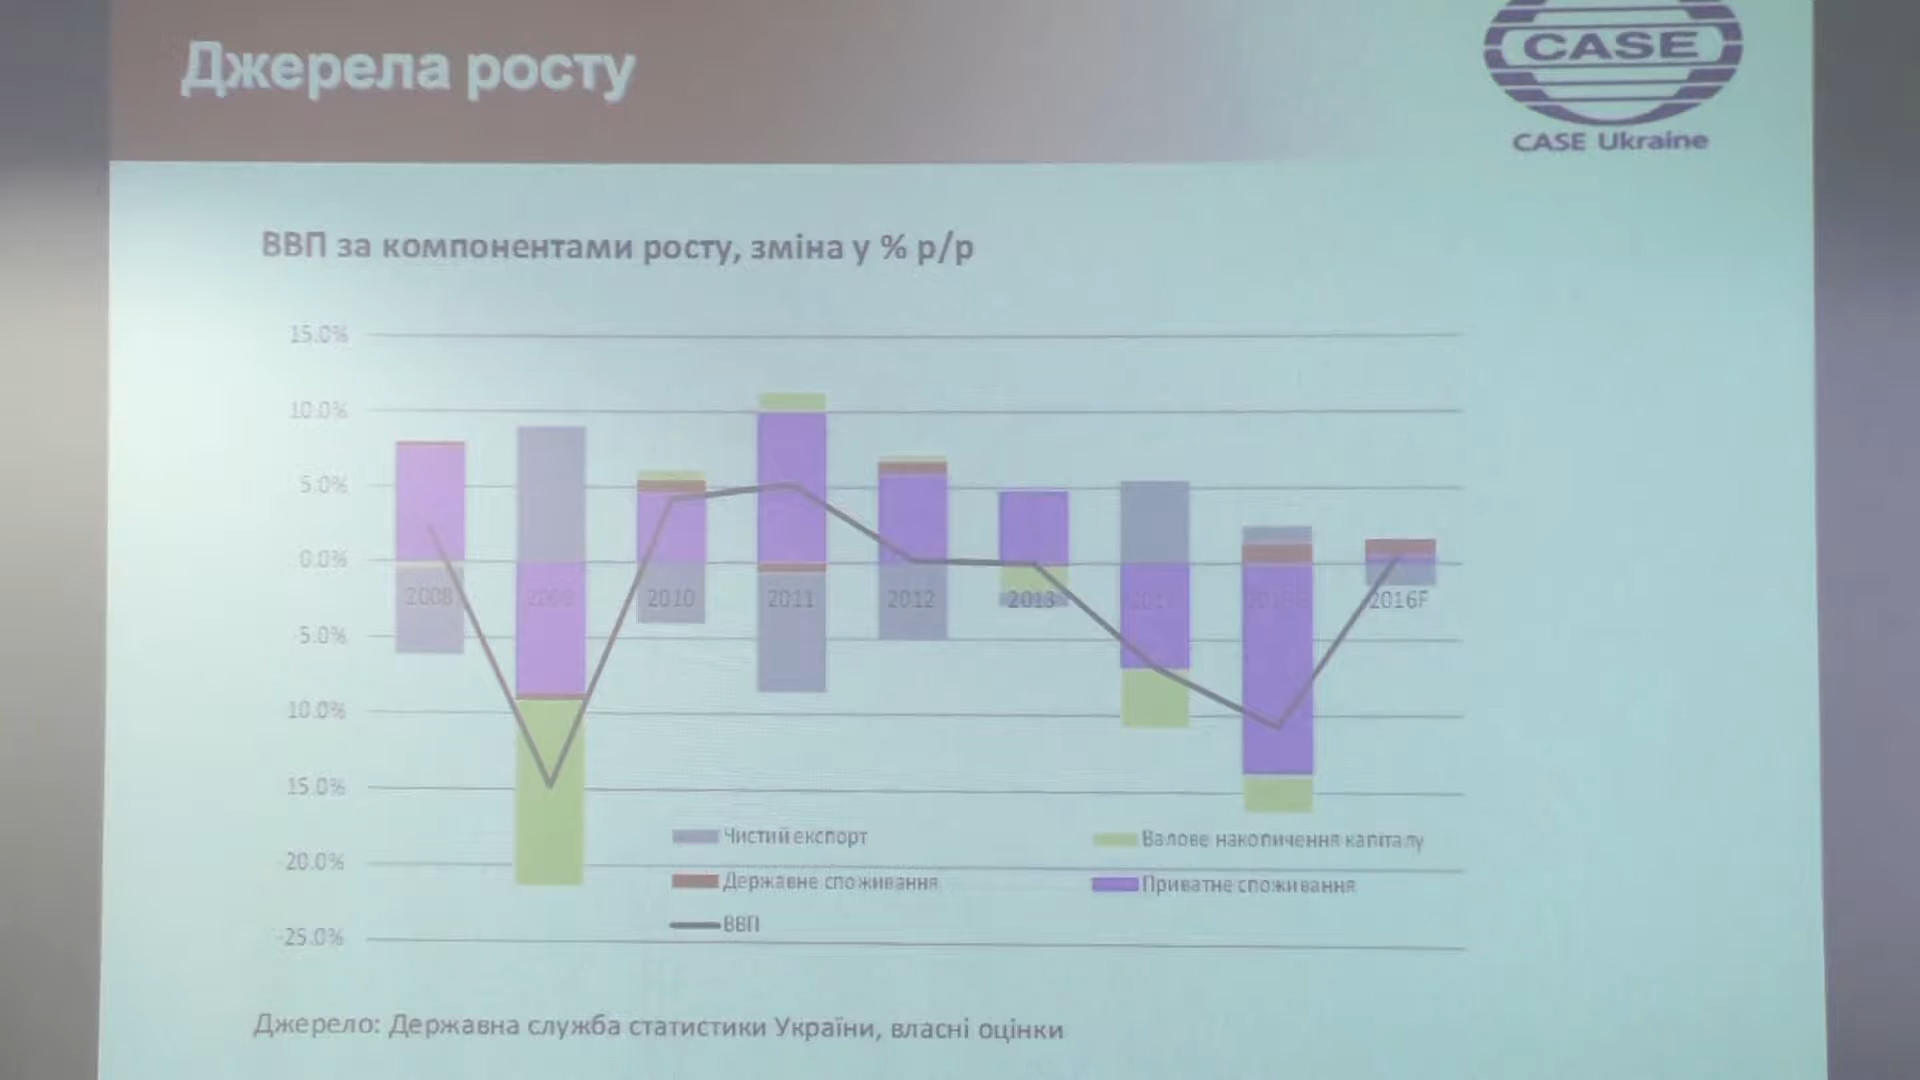 Джерела росту
CASE
CASE Ukraine
ВВП за компонентами росту, зміна у % р/р
15.0%
10.0%
5.0%
0.0%
-5.0%
10.0%
15.0%
-20.0%
-25.0%
2008 2009 2010 2011 2012 2013 2016F
Чистий експорт
Валове накопичення капіталу
Державне споживання
Приватне споживання
ВВП
Джерело: Державна служба статистики України, власні оцінки